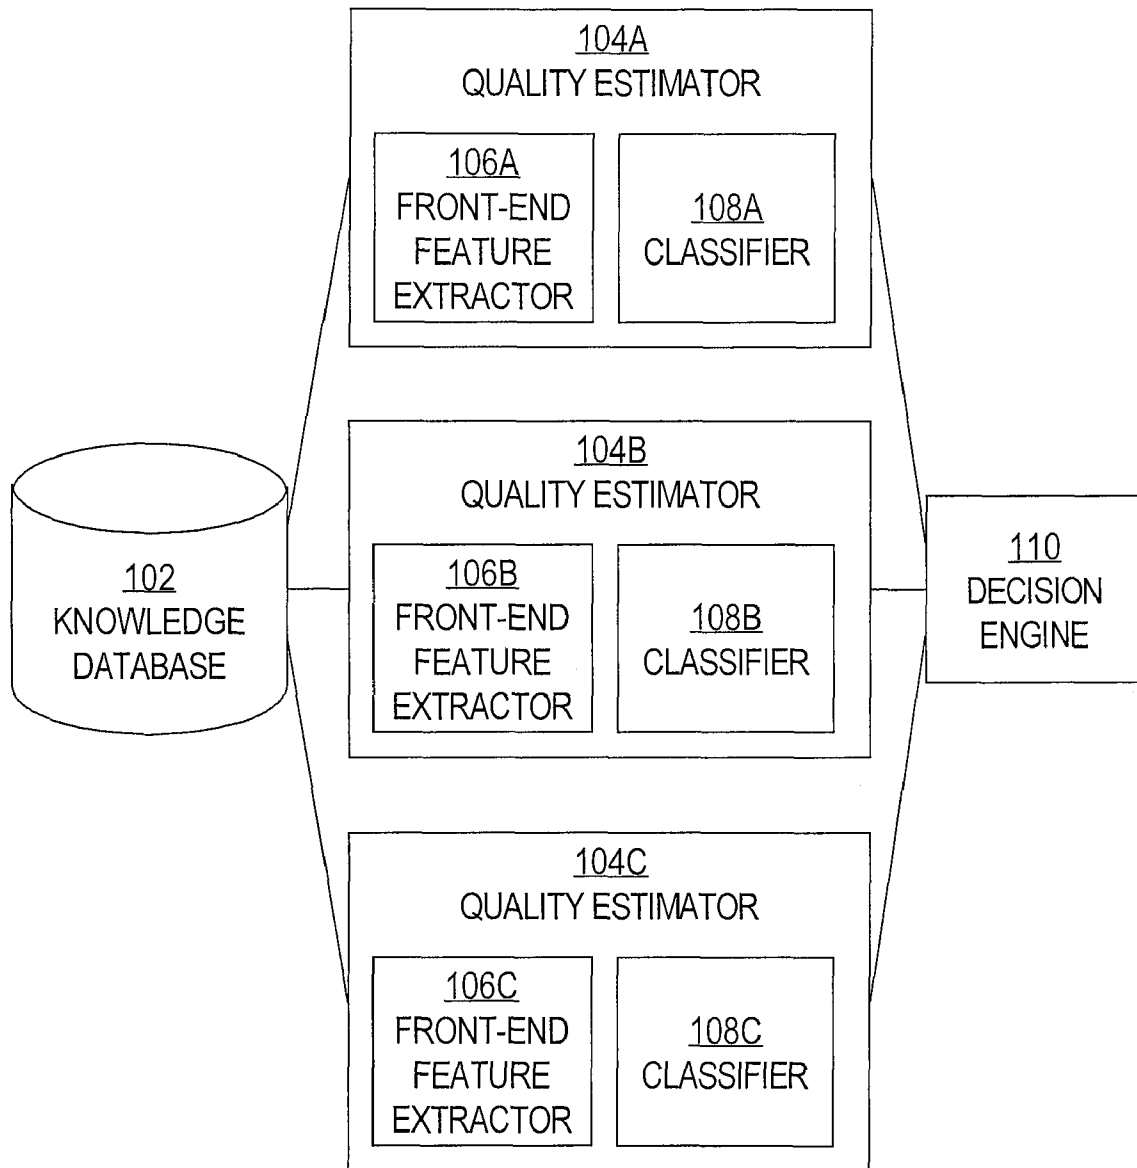 104A
QUALITY ESTIMATOR
106A
FRONT-END
FEATURE
EXTRACTOR
108A
CLASSIFIER
104B
QUALITY ESTIMATOR
106B
FRONT-END
FEATURE
EXTRACTOR
108B
CLASSIFIER
102
KNOWLEDGE
DATABASE
110
DECISION
ENGINE
104C
QUALITY ESTIMATOR
106C
FRONT-END
FEATURE
EXTRACTOR
108C
CLASSIFIER